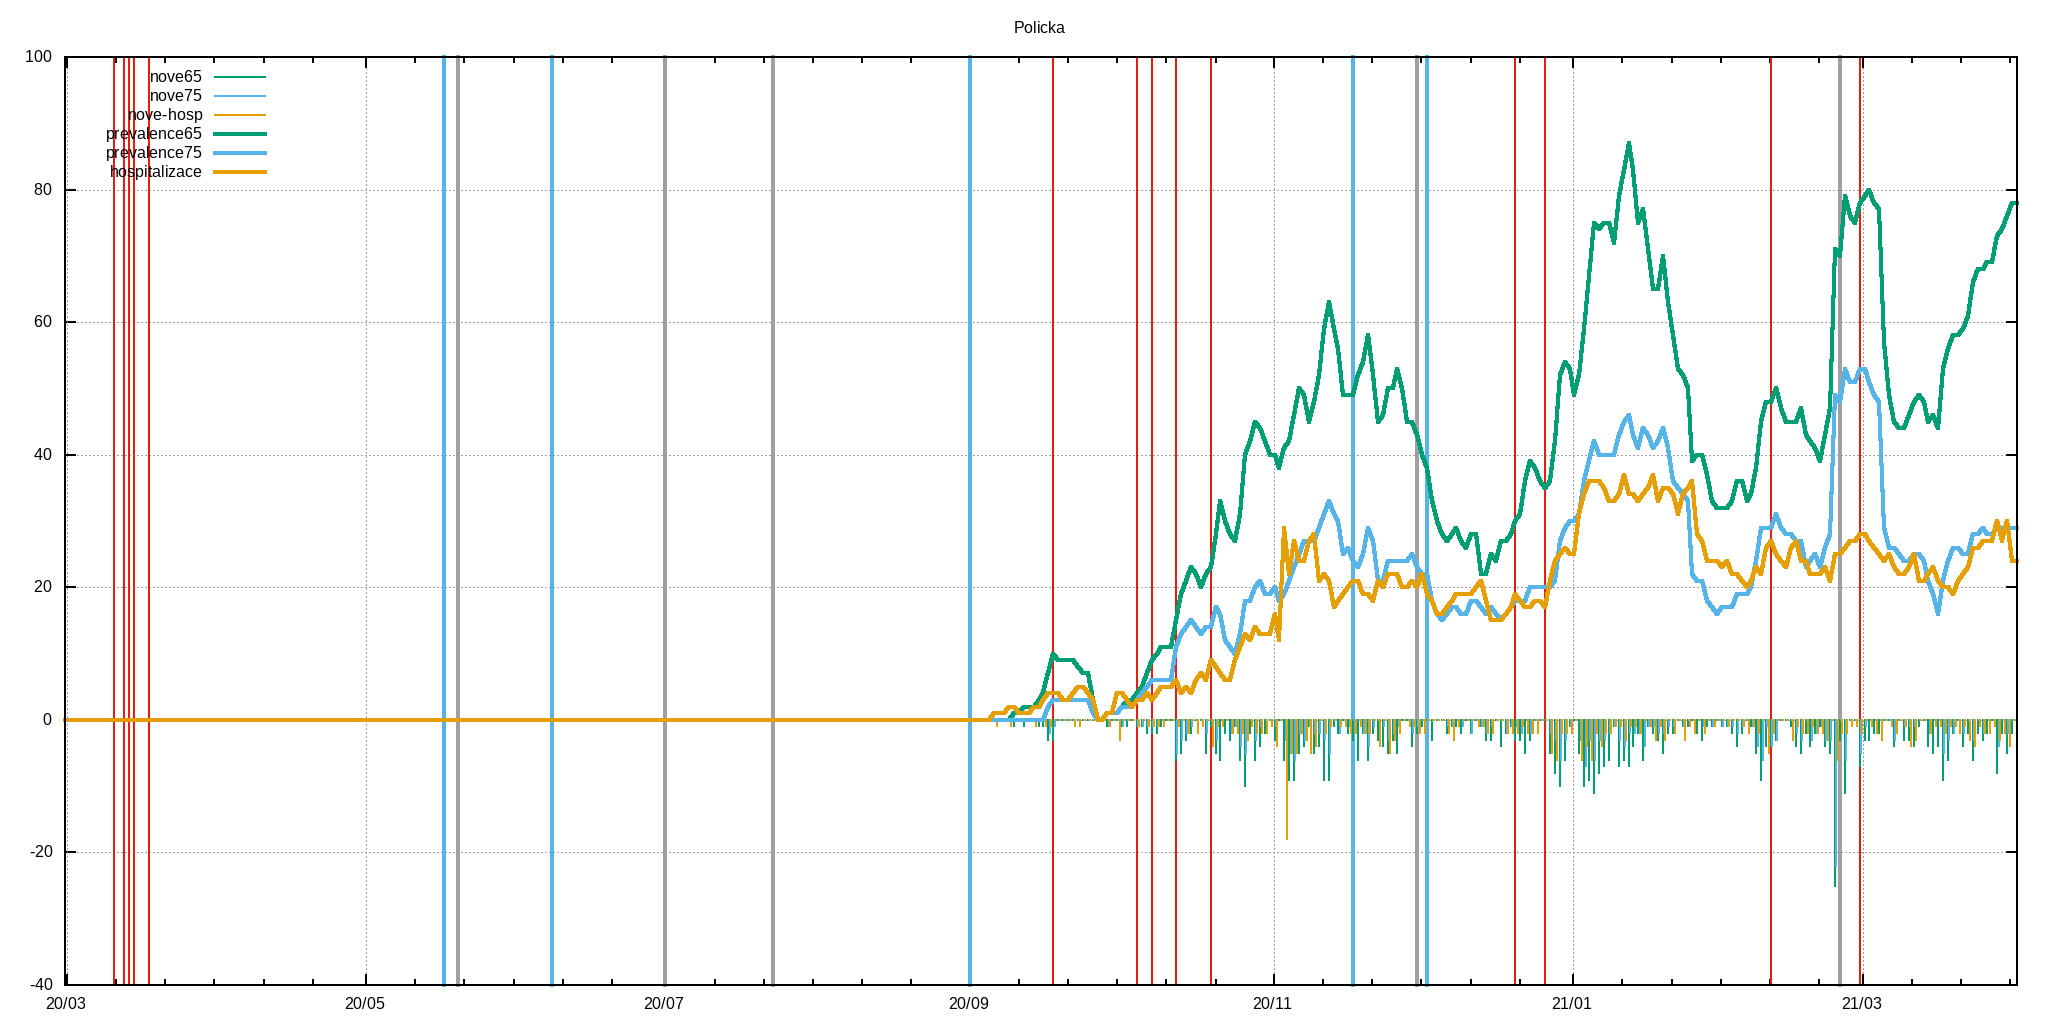 Policka
100
nove65
nove75
nove-hosp
prevalence65
prevalence75
hospitalizace
80
60
40
20
0
-20
-40
20/03 20/05 20/07 20/09 20/11 21/01 21/03